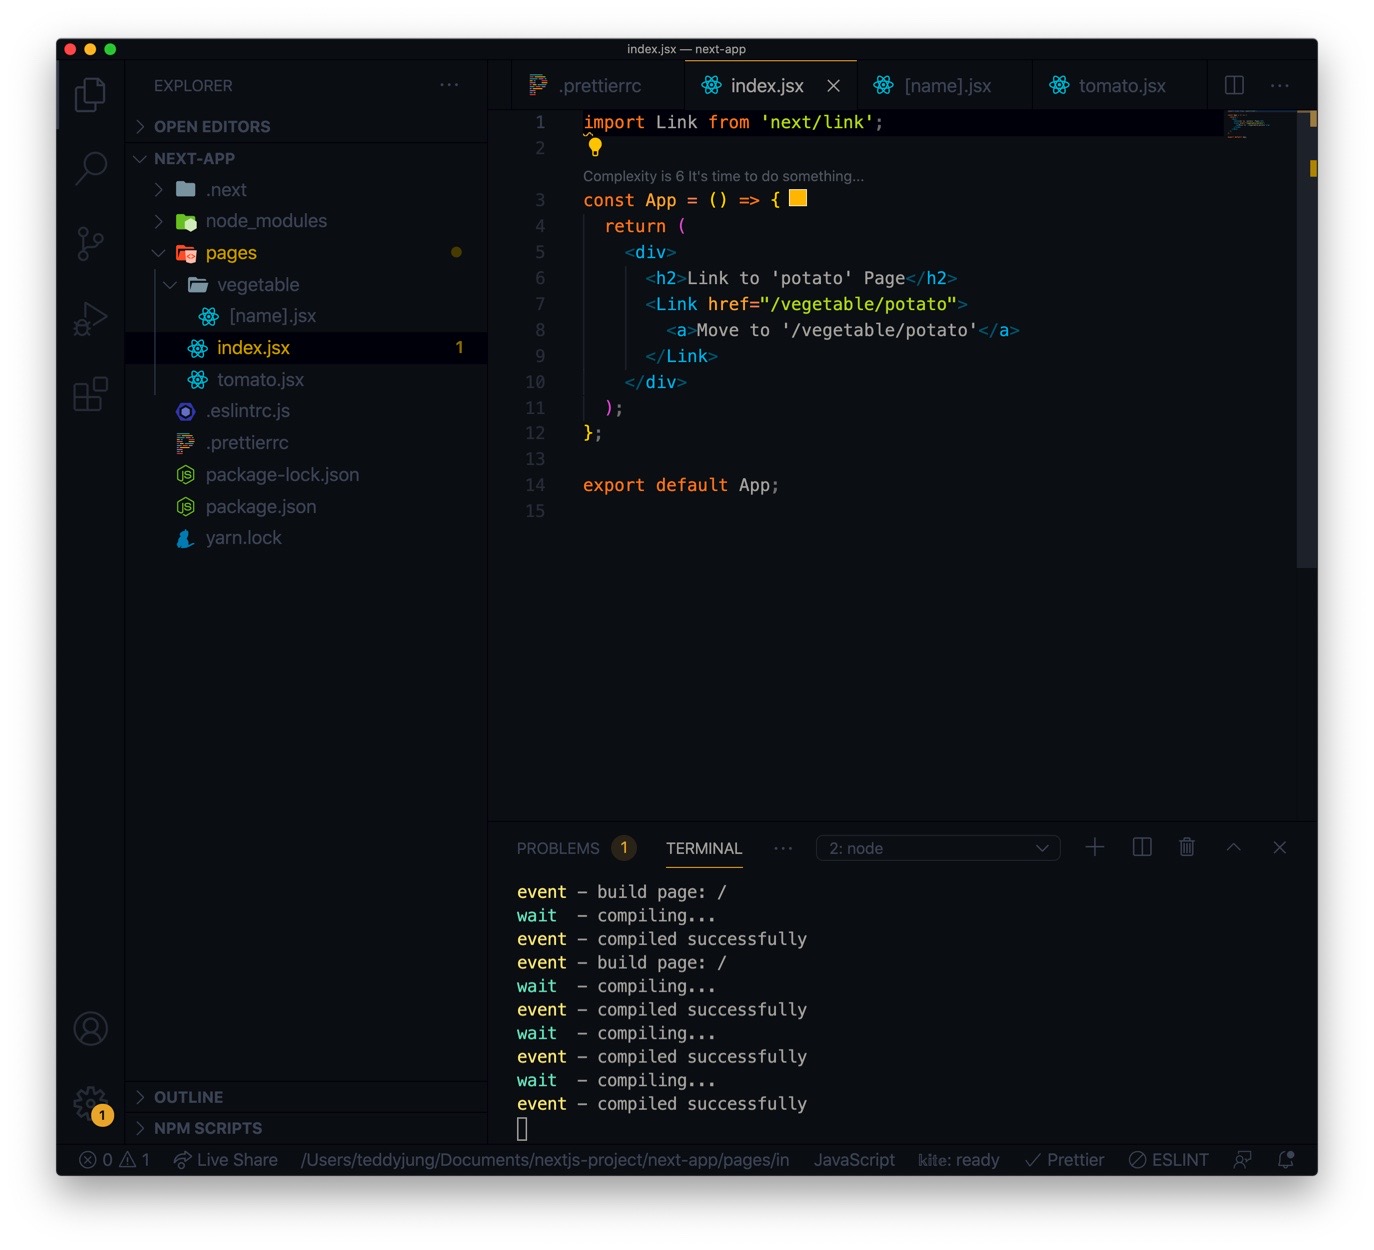 index.jsx — next-app
EXPLORER
OPEN EDITORS
NEXT-APP
.next
node_modules
pages
vegetable
[name].jsx
index.jsx 1
tomato.jsx
.eslintrc.js
.prettierrc
package-lock.json
package.json
yarn.lock
OUTLINE
NPM SCRIPTS
1
.prettierrc index.jsx [name].jsx tomato.jsx
1 import Link from 'next/link';
2
Complexity is 6 It's time to do something...
3 const App = () => {
4 return (
5 <div>
6 <h2>Link to 'potato' Page</h2>
7 <Link href="/vegetable/potato">
8 <a>Move to '/vegetable/potato'</a>
9 </Link>
10 </div>
11 );
12 };
13
14 export default App;
15
PROBLEMS 1 TERMINAL 2: node
event - build page: /
wait - compiling...
event - compiled successfully
event - build page: /
wait - compiling...
event - compiled successfully
wait - compiling...
event - compiled successfully
wait - compiling...
event - compiled successfully
0 1 Live Share /Users/teddyjung/Documents/nextjs-project/next-app/pages/in JavaScript kite: ready Prettier ESLINT